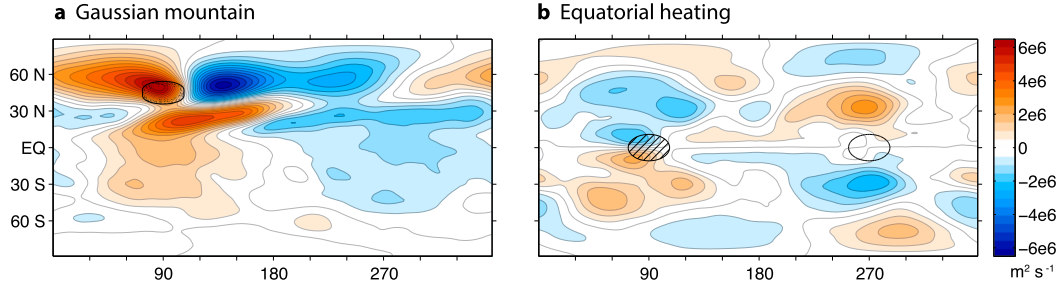 a Gaussian mountain
b Equatorial heating
60 N
30 N
EQ
30 S
60 S
90
180
270
90
180
270
6e6
4e6
2e6
0
−2e6
−4e6
−6e6
m² s⁻¹